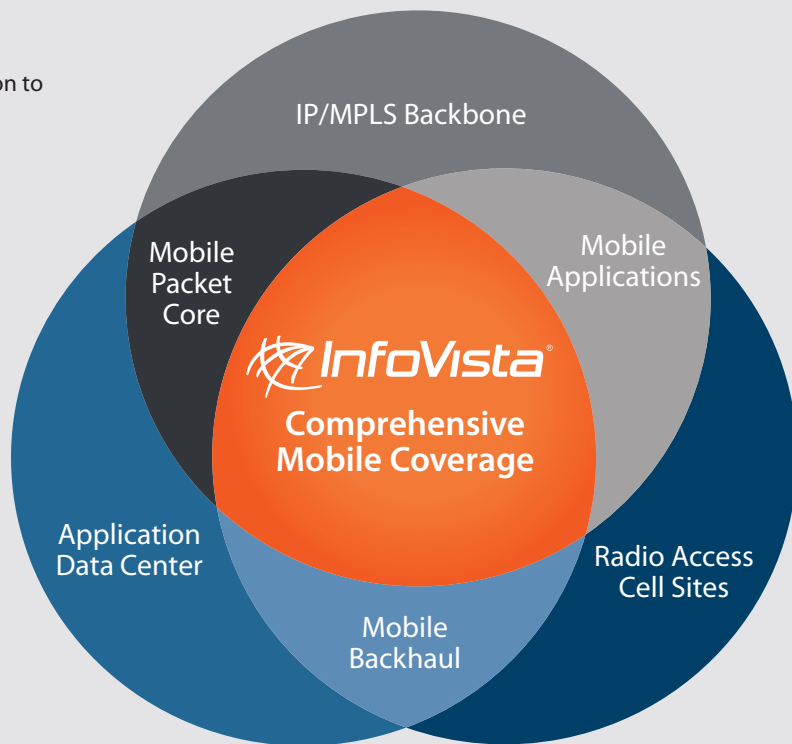 on to
IP/MPLS Backbone
Mobile
Packet
Core
Mobile
Applications
InfoVista®
Comprehensive
Mobile Coverage
Application
Data Center
Radio Access
Cell Sites
Mobile
Backhaul